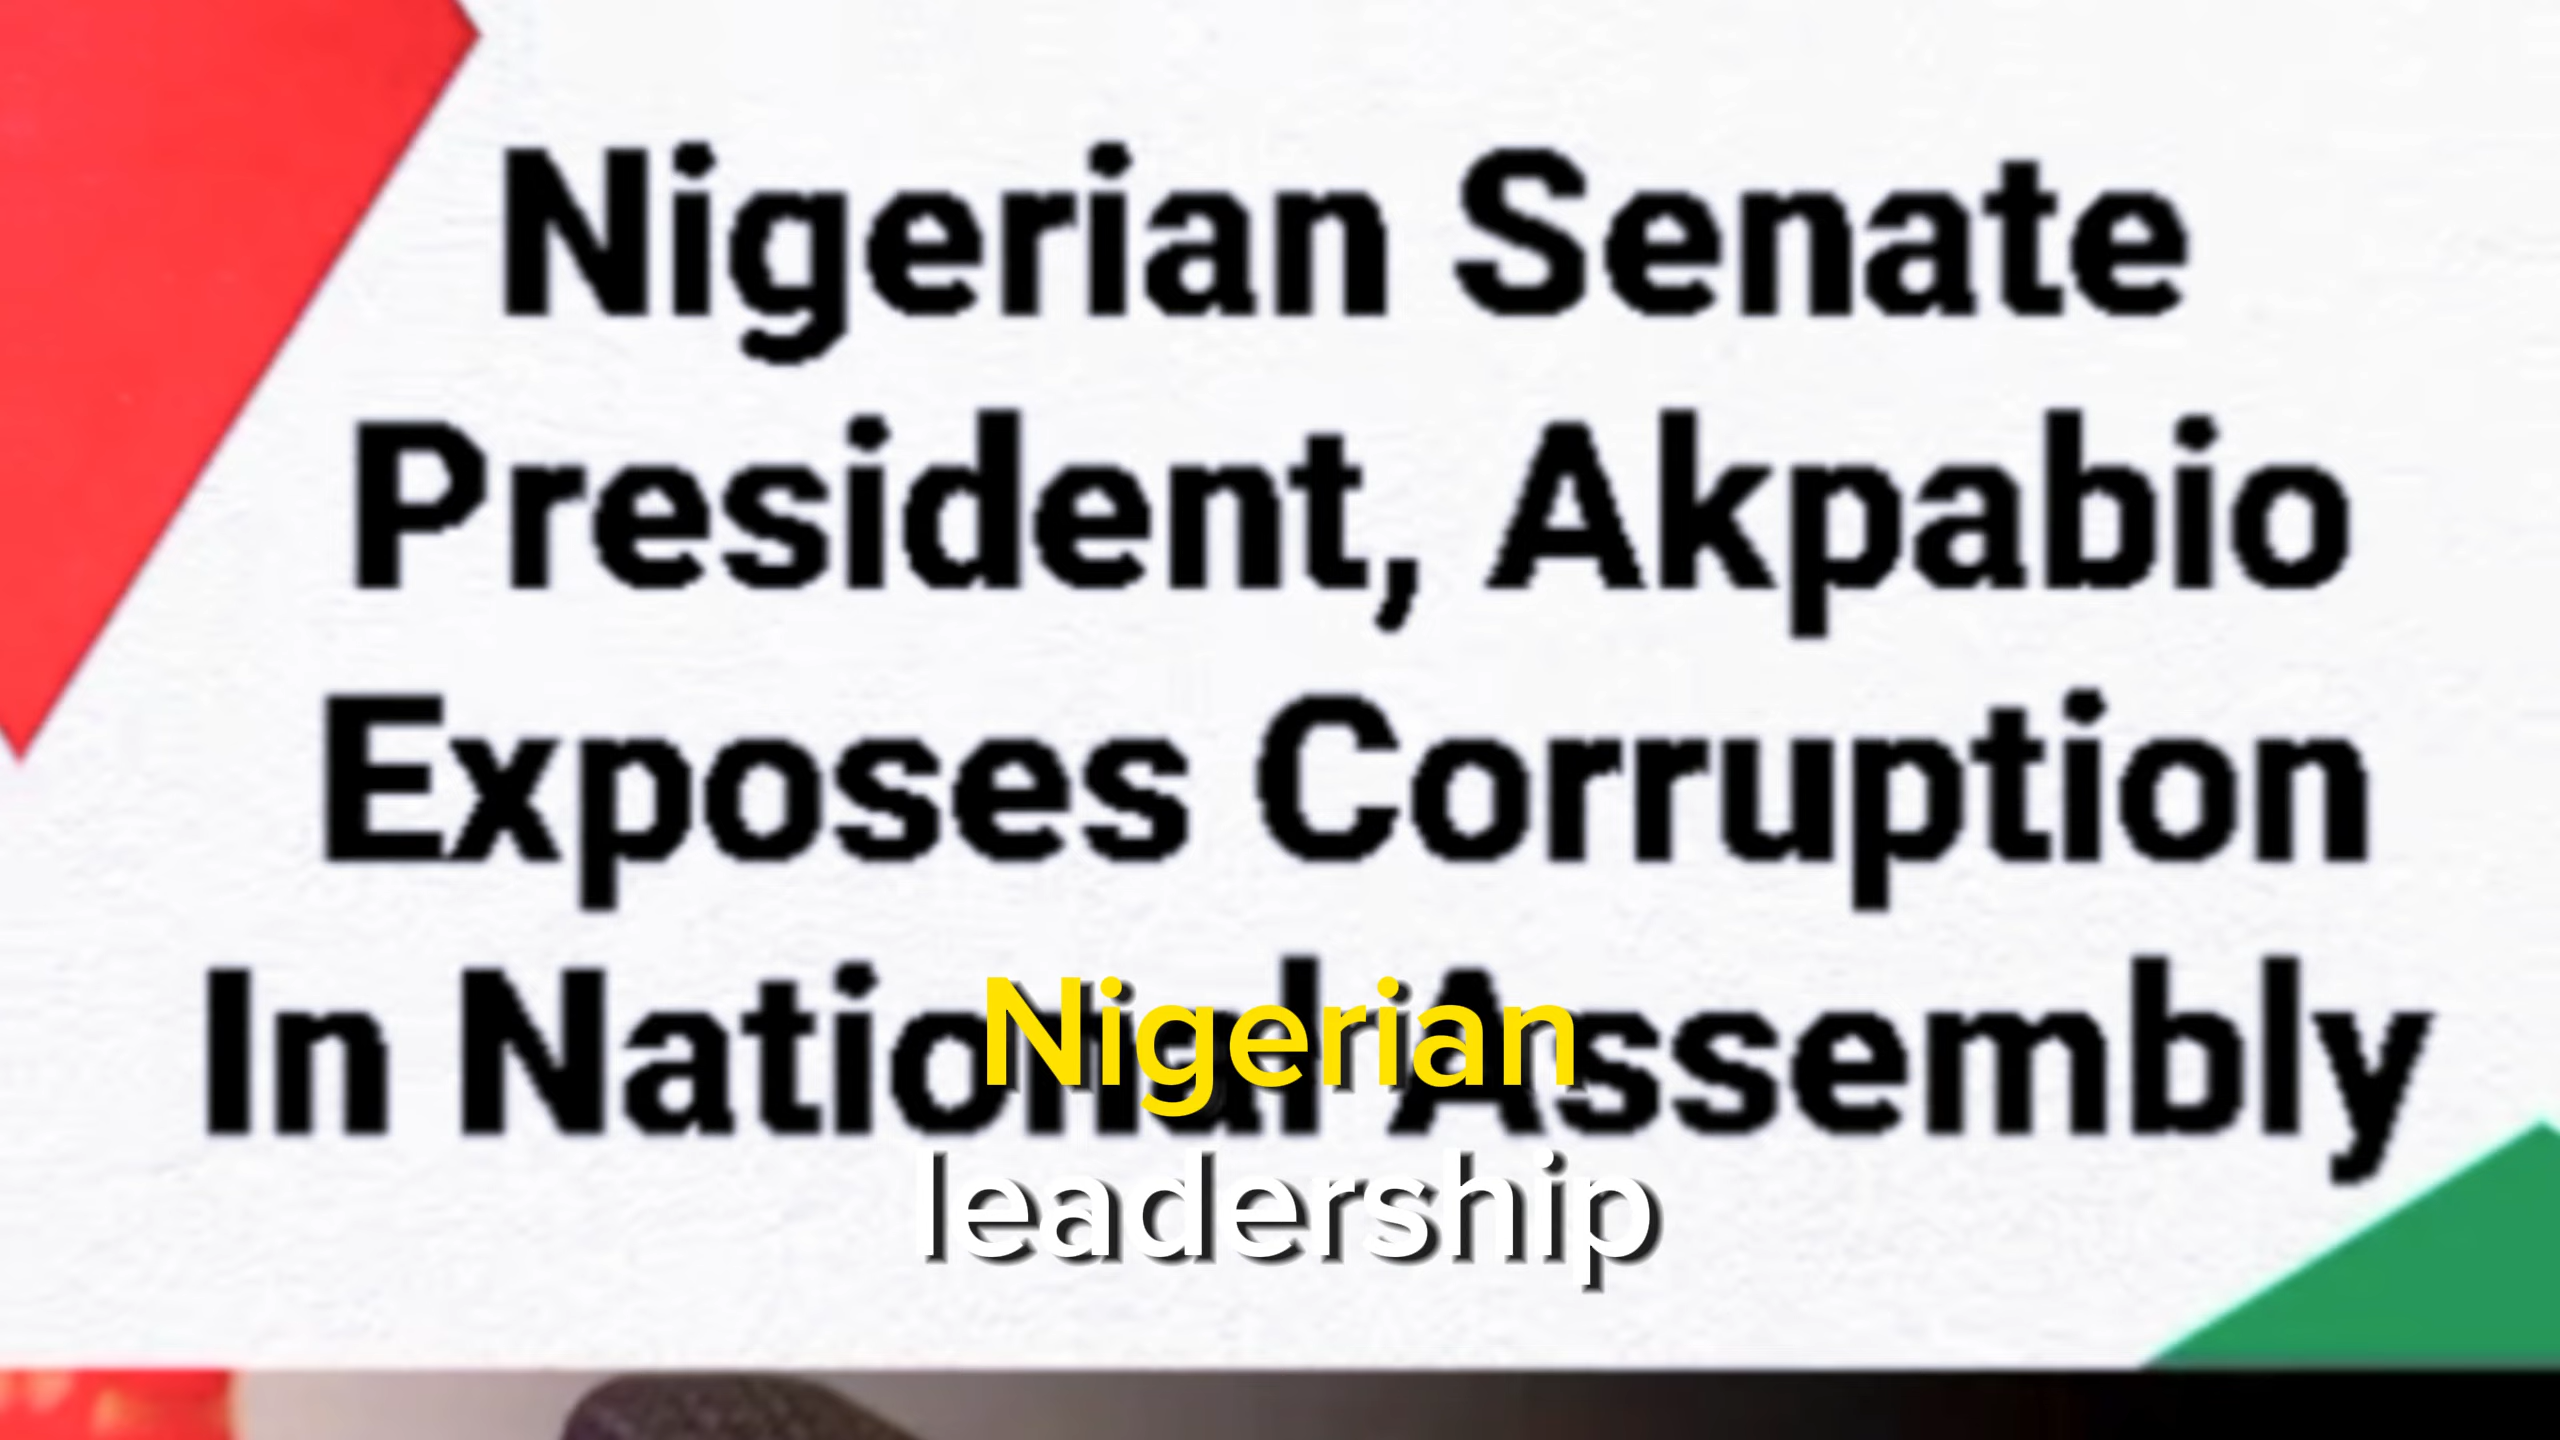 Nigerian Senate
President, Akpabio
Exposes Corruption
In National Assembly
Nigerian
leadership